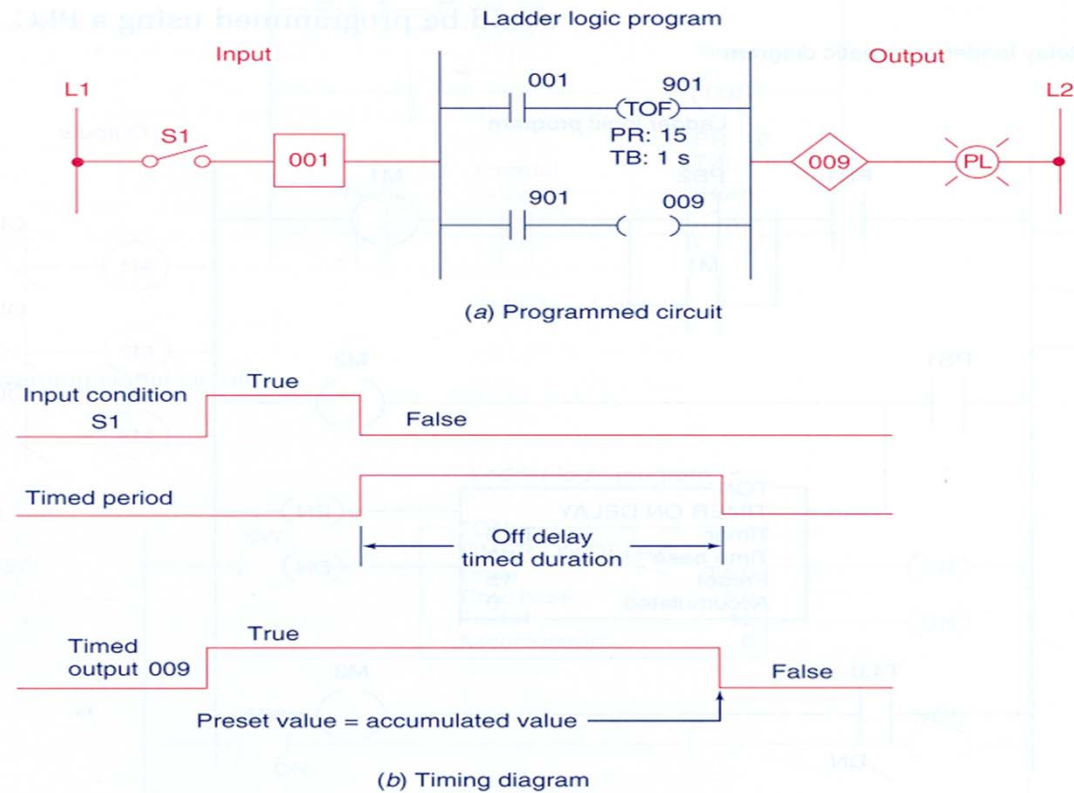 Ladder logic program
Input
Output
L1
L2
S1
001
001
901
(TOF)
PR: 15
TB: 1 s
901
009
009
PL
(a) Programmed circuit
Input condition
S1
True
False
Timed period
Off delay
timed duration
Timed
output 009
True
False
Preset value = accumulated value
(b) Timing diagram